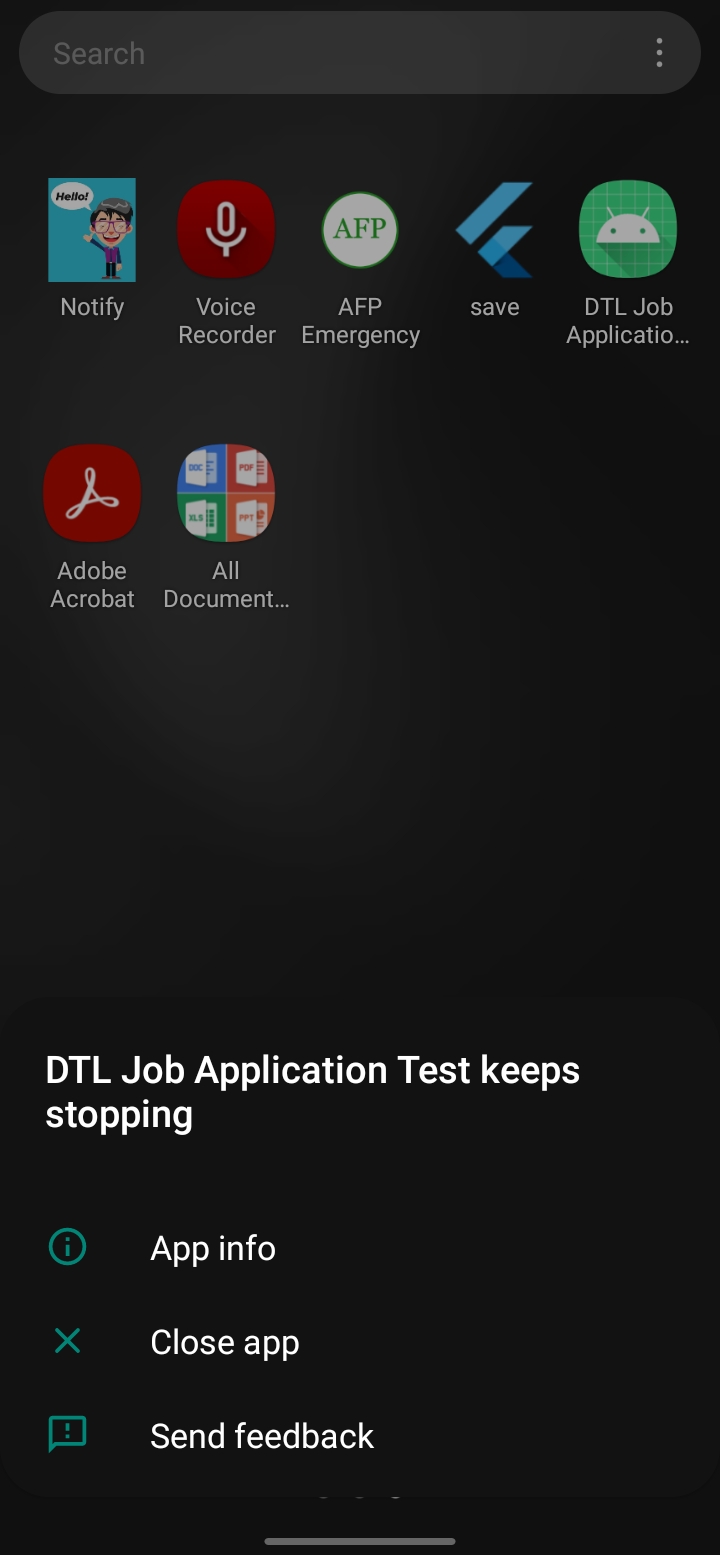 Search
Hello!
AFP
DOC
PDF
XLS
PPT
Notify
Voice
Recorder
AFP
Emergency
save
DTL Job
Applicatio...
Adobe
Acrobat
All
Document...
DTL Job Application Test keeps
stopping
App info
Close app
Send feedback